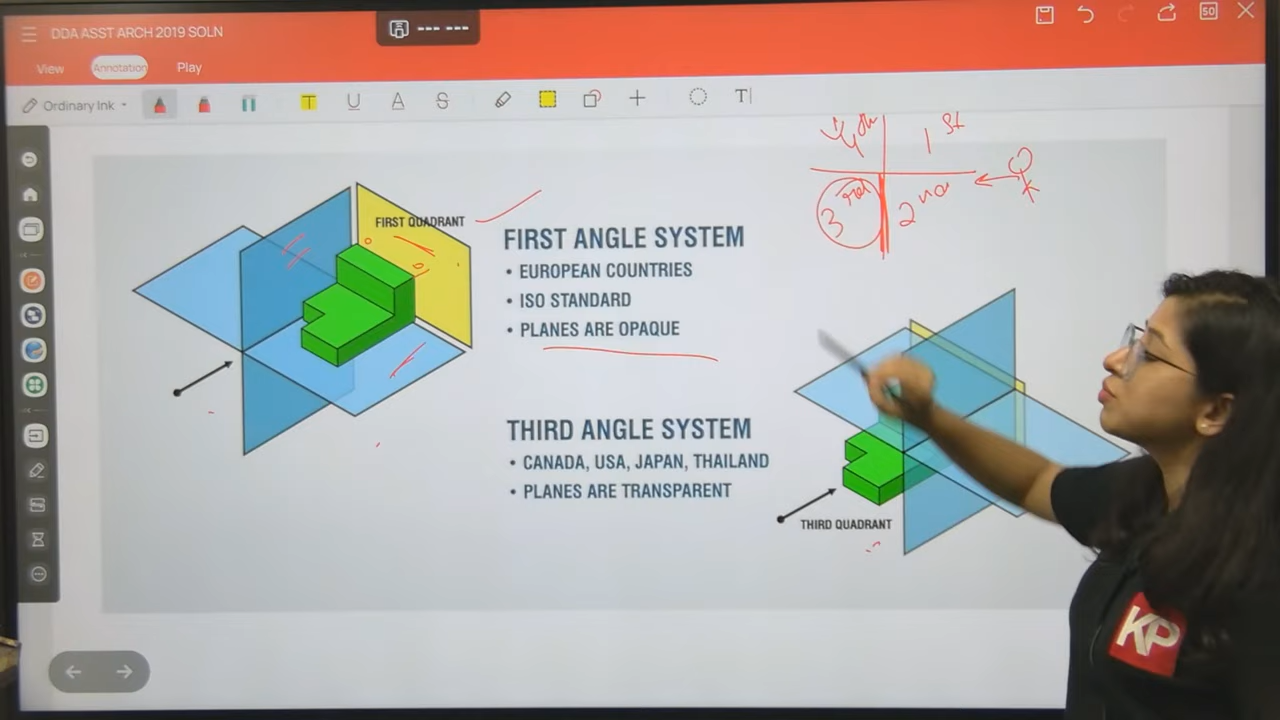 DDA ASST ARCH 2019 SOLN
50
View
Annotation
Play
Ordinary Ink
T
U
A
S
T
4th
1st
3rd
2nd
FIRST QUADRANT
FIRST ANGLE SYSTEM
• EUROPEAN COUNTRIES
• ISO STANDARD
• PLANES ARE OPAQUE
THIRD ANGLE SYSTEM
• CANADA, USA, JAPAN, THAILAND
• PLANES ARE TRANSPARENT
THIRD QUADRANT
KP